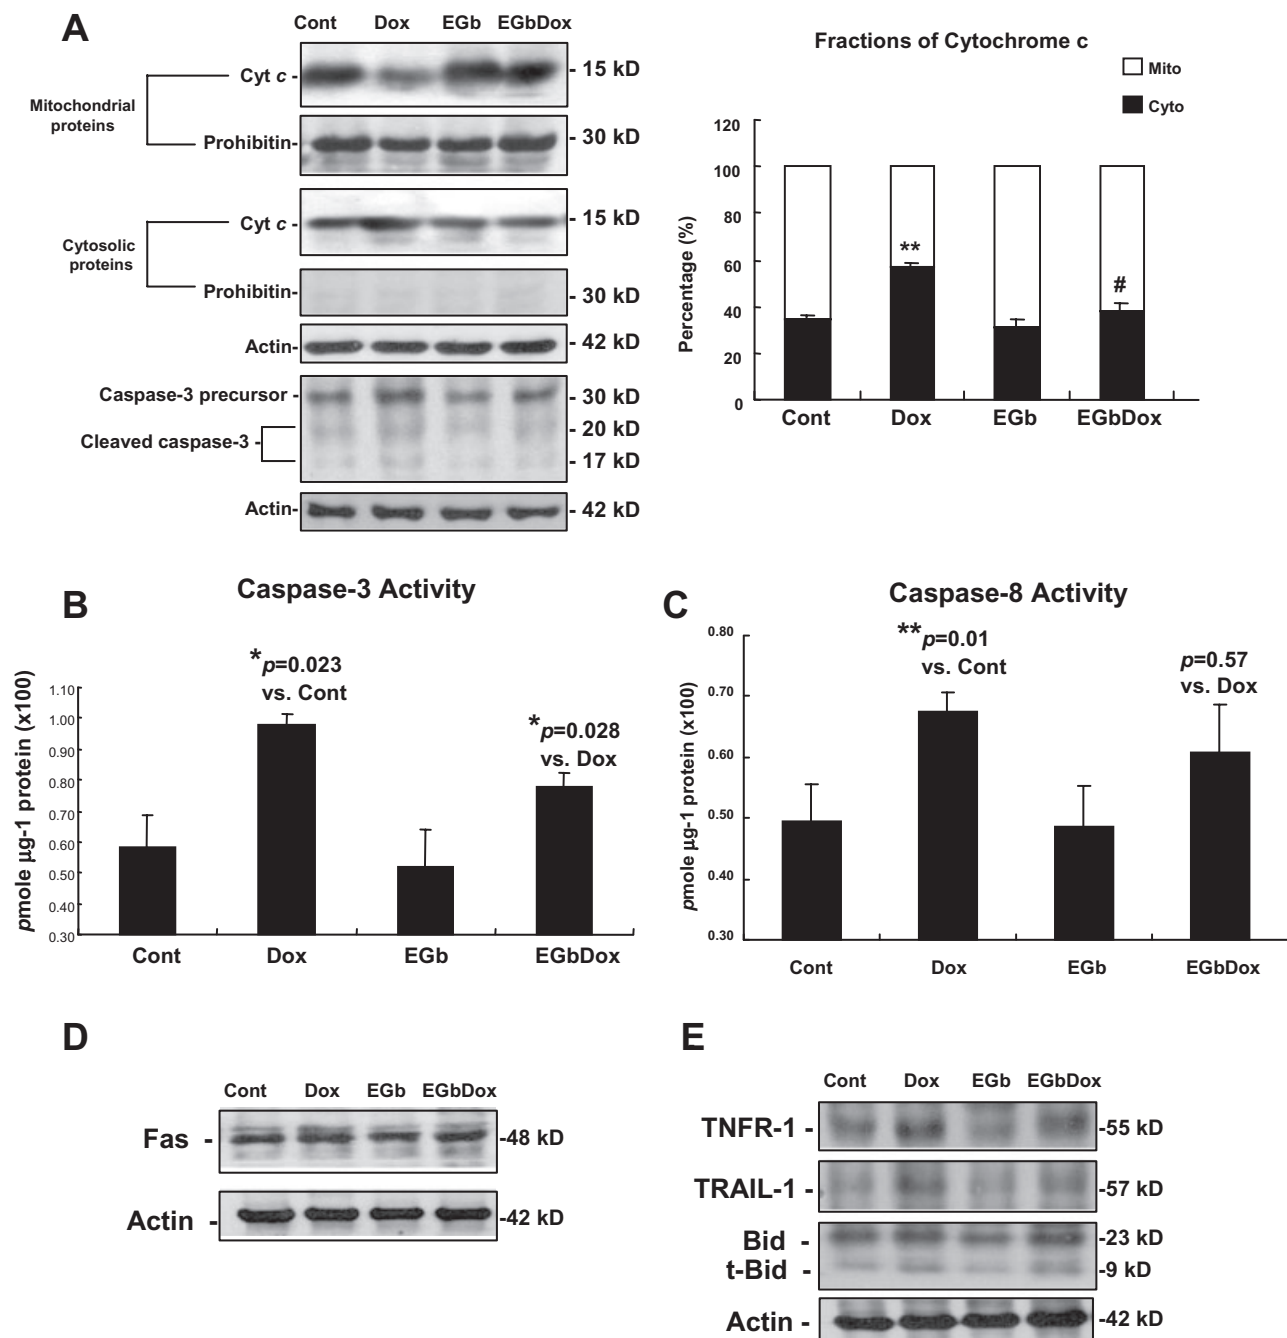 A
Cont Dox EGb EGbDox
Mitochondrial
proteins
Cyt c - - 15 kD
Prohibitin- - 30 kD
Cytosolic
proteins
Cyt c - - 15 kD
Prohibitin- - 30 kD
Actin- - 42 kD
Caspase-3 precursor - - 30 kD
Cleaved caspase-3 - - 20 kD
- 17 kD
Actin- - 42 kD
Fractions of Cytochrome c
Mito
Cyto
Percentage (%)
120
100
80
60
40
20
0
**
#
Cont Dox EGb EGbDox
B
Caspase-3 Activity
pmole µg-1 protein (x100)
1.10
1.00
0.90
0.80
0.70
0.60
0.50
0.40
0.30
*p=0.023
vs. Cont
*p=0.028
vs. Dox
Cont Dox EGb EGbDox
C
Caspase-8 Activity
pmole µg-1 protein (x100)
0.80
0.70
0.60
0.50
0.40
0.30
**p=0.01
vs. Cont
p=0.57
vs. Dox
Cont Dox EGb EGbDox
D
Cont Dox EGb EGbDox
Fas - -48 kD
Actin - -42 kD
E
Cont Dox EGb EGbDox
TNFR-1 - -55 kD
TRAIL-1 - -57 kD
Bid - -23 kD
t-Bid - -9 kD
Actin - -42 kD